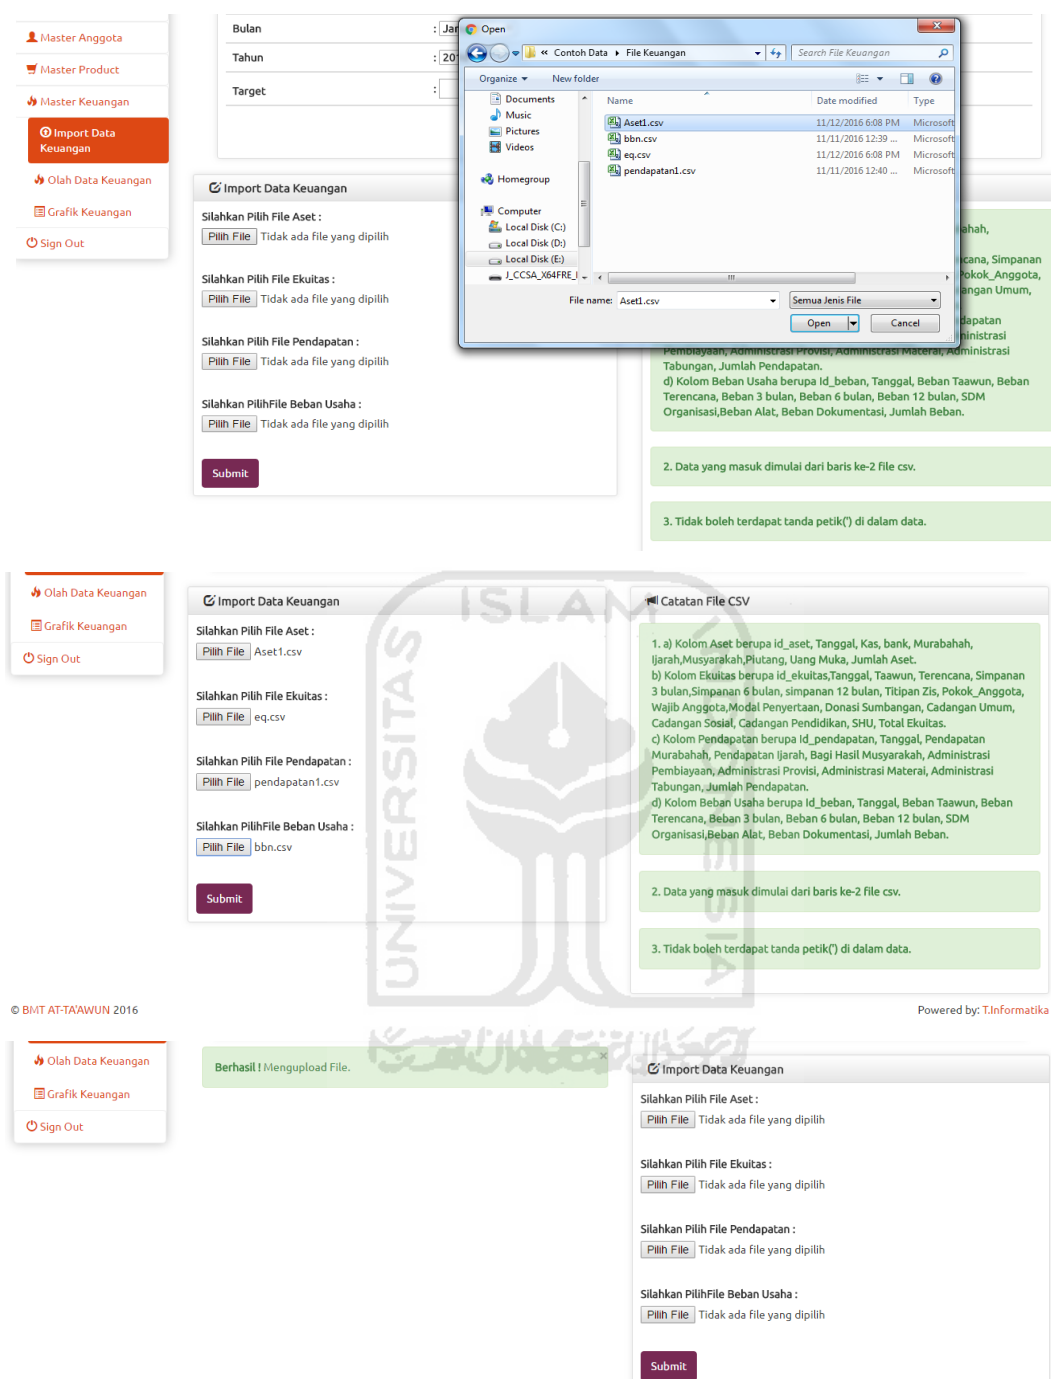 Master Anggota
Master Product
Master Keuangan
Import Data
Keuangan
Olah Data Keuangan
Grafik Keuangan
Sign Out
Bulan
: Jan
Tahun
: 201
Target
:
Import Data Keuangan
Silahkan Pilih File Aset :
Pilih File Tidak ada file yang dipilih
Silahkan Pilih File Ekuitas :
Pilih File Tidak ada file yang dipilih
Silahkan Pilih File Pendapatan :
Pilih File Tidak ada file yang dipilih
Silahkan PilihFile Beban Usaha :
Pilih File Tidak ada file yang dipilih
Submit
Open
« Contoh Data ▸ File Keuangan
Search File Keuangan
Organize
New folder
Documents
Music
Pictures
Videos
Homegroup
Computer
Local Disk (C:)
Local Disk (D:)
Local Disk (E:)
J_CCSA_X64FRE_
Name Date modified Type
Aset1.csv 11/12/2016 6:08 PM Microsoft
bbn.csv 11/11/2016 12:39 ... Microsoft
eq.csv 11/12/2016 6:08 PM Microsoft
pendapatan1.csv 11/11/2016 12:40 ... Microsoft
File name: Aset1.csv
Semua Jenis File
Open
Cancel
ahah,
cana, Simpanan
Pokok_Anggota,
angan Umum,
dapatan
ministrasi
Pembiayaan, Administrasi Provisi, Administrasi Materai, Administrasi
Tabungan, Jumlah Pendapatan.
d) Kolom Beban Usaha berupa Id_beban, Tanggal, Beban Taawun, Beban
Terencana, Beban 3 bulan, Beban 6 bulan, Beban 12 bulan, SDM
Organisasi,Beban Alat, Beban Dokumentasi, Jumlah Beban.
2. Data yang masuk dimulai dari baris ke-2 file csv.
3. Tidak boleh terdapat tanda petik(') di dalam data.
Olah Data Keuangan
Grafik Keuangan
Sign Out
Import Data Keuangan
Silahkan Pilih File Aset :
Pilih File Aset1.csv
Silahkan Pilih File Ekuitas :
Pilih File eq.csv
Silahkan Pilih File Pendapatan :
Pilih File pendapatan1.csv
Silahkan PilihFile Beban Usaha :
Pilih File bbn.csv
Submit
Catatan File CSV
1. a) Kolom Aset berupa id_aset, Tanggal, Kas, bank, Murabahah,
Ijarah,Musyarakah,Piutang, Uang Muka, Jumlah Aset.
b) Kolom Ekuitas berupa id_ekuitas,Tanggal, Taawun, Terencana, Simpanan
3 bulan,Simpanan 6 bulan, simpanan 12 bulan, Titipan Zis, Pokok_Anggota,
Wajib Anggota,Modal Penyertaan, Donasi Sumbangan, Cadangan Umum,
Cadangan Sosial, Cadangan Pendidikan, SHU, Total Ekuitas.
c) Kolom Pendapatan berupa Id_pendapatan, Tanggal, Pendapatan
Murabahah, Pendapatan Ijarah, Bagi Hasil Musyarakah, Administrasi
Pembiayaan, Administrasi Provisi, Administrasi Materai, Administrasi
Tabungan, Jumlah Pendapatan.
d) Kolom Beban Usaha berupa Id_beban, Tanggal, Beban Taawun, Beban
Terencana, Beban 3 bulan, Beban 6 bulan, Beban 12 bulan, SDM
Organisasi,Beban Alat, Beban Dokumentasi, Jumlah Beban.
2. Data yang masuk dimulai dari baris ke-2 file csv.
3. Tidak boleh terdapat tanda petik(') di dalam data.
UNIVERSITAS
ISLAM
INDONESIA
© BMT AT-TA'AWUN 2016
Powered by: T.Informatika
Olah Data Keuangan
Grafik Keuangan
Sign Out
Berhasil ! Mengupload File.
×
Import Data Keuangan
Silahkan Pilih File Aset :
Pilih File Tidak ada file yang dipilih
Silahkan Pilih File Ekuitas :
Pilih File Tidak ada file yang dipilih
Silahkan Pilih File Pendapatan :
Pilih File Tidak ada file yang dipilih
Silahkan PilihFile Beban Usaha :
Pilih File Tidak ada file yang dipilih
Submit